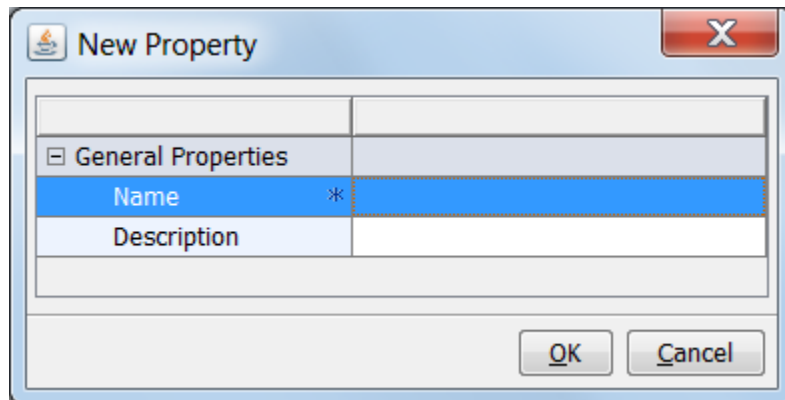 New Property
General Properties
Name *
Description
OK Cancel